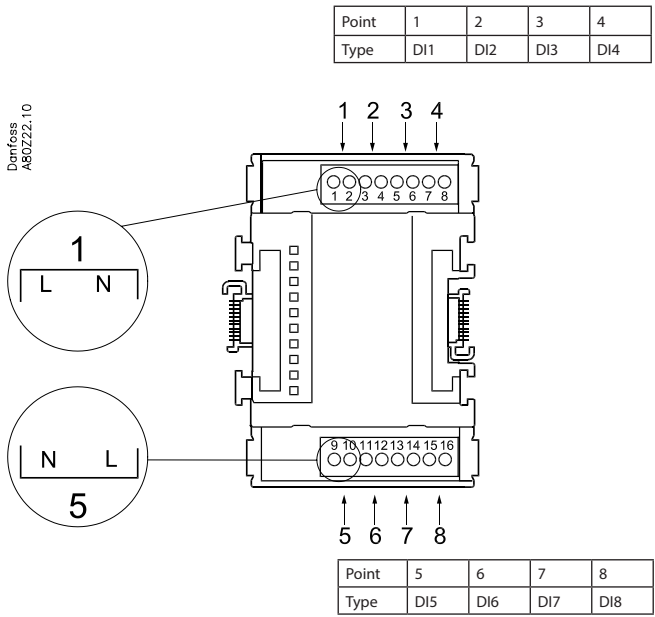 Point 1 2 3 4
Type DI1 DI2 DI3 DI4
Danfoss
A80Z22.10
1 2 3 4
1 2 3 4 5 6 7 8
1
L N
9 10 11 12 13 14 15 16
N L
5
5 6 7 8
Point 5 6 7 8
Type DI5 DI6 DI7 DI8